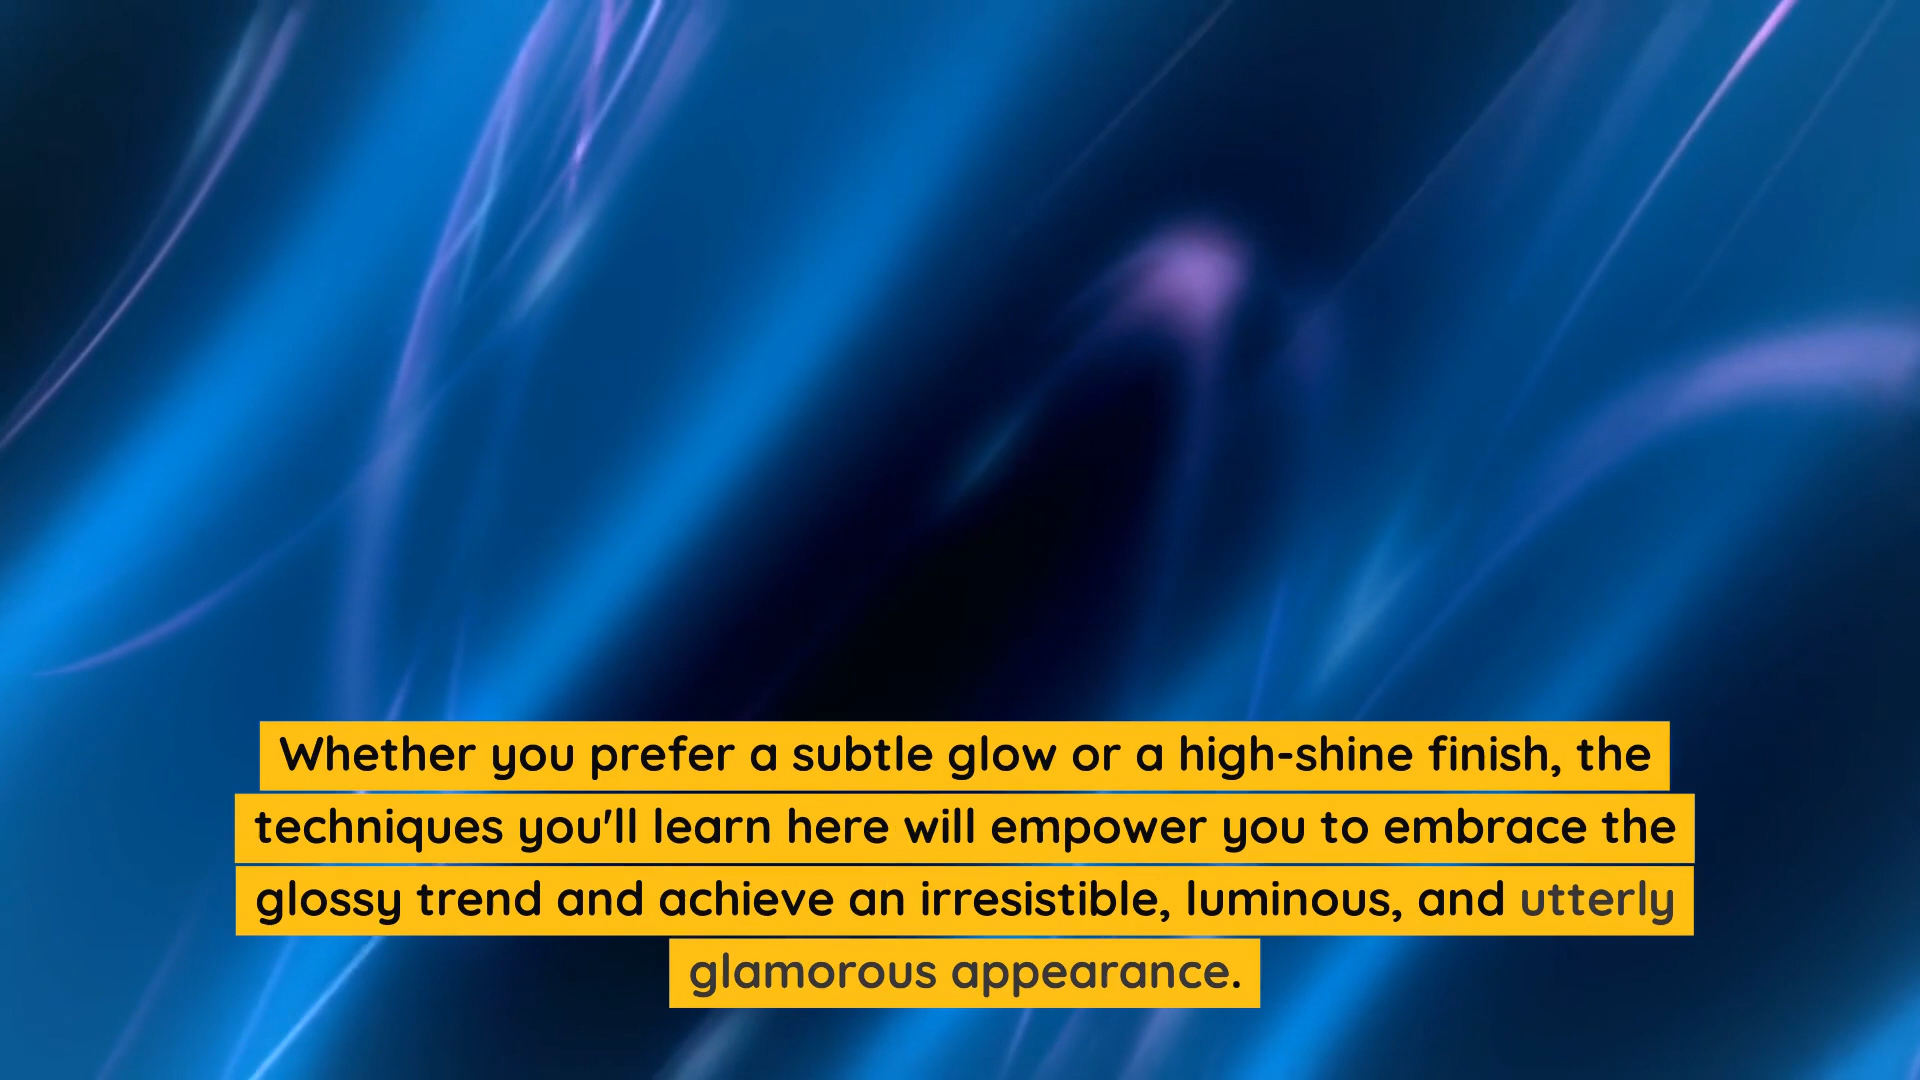 Whether you prefer a subtle glow or a high-shine finish, the
techniques you'll learn here will empower you to embrace the
glossy trend and achieve an irresistible, luminous, and utterly
glamorous appearance.